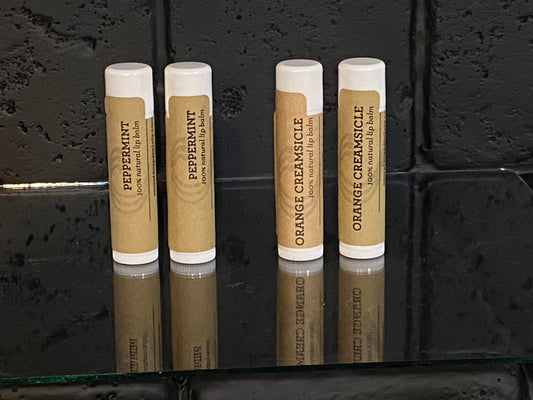 PEPPERMINT
100% natural lip balm
PEPPERMINT
100% natural lip balm
ORANGE CREAMSICLE
100% natural lip balm
ORANGE CREAMSICLE
100% natural lip balm